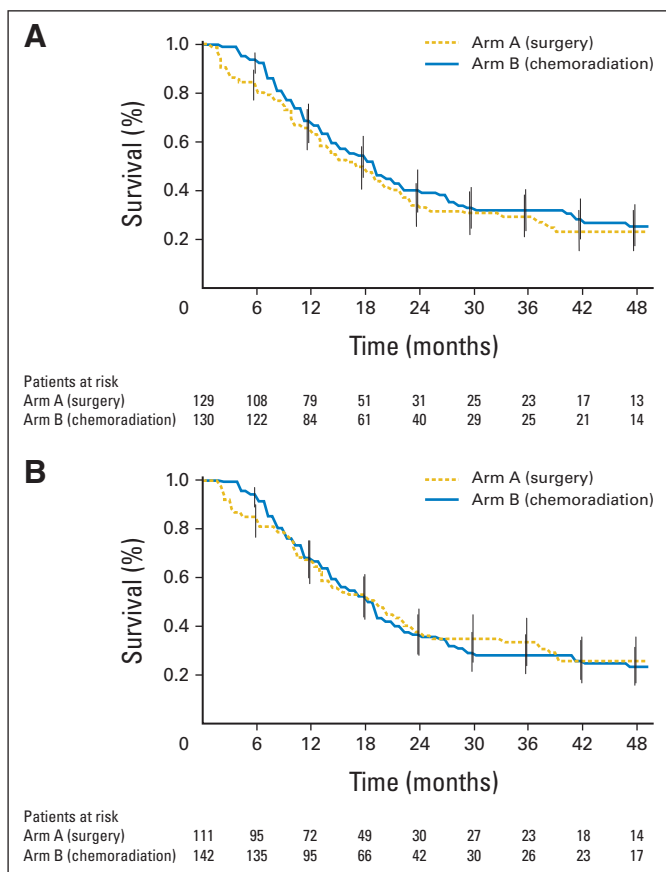 A
Arm A (surgery)
Arm B (chemoradiation)
Survival (%)
1.0
0.8
0.6
0.4
0.2
0 6 12 18 24 30 36 42 48
Time (months)
Patients at risk
Arm A (surgery) 129 108 79 51 31 25 23 17 13
Arm B (chemoradiation) 130 122 84 61 40 29 25 21 14
B
Arm A (surgery)
Arm B (chemoradiation)
Survival (%)
1.0
0.8
0.6
0.4
0.2
0 6 12 18 24 30 36 42 48
Time (months)
Patients at risk
Arm A (surgery) 111 95 72 49 30 27 23 18 14
Arm B (chemoradiation) 142 135 95 66 42 30 26 23 17